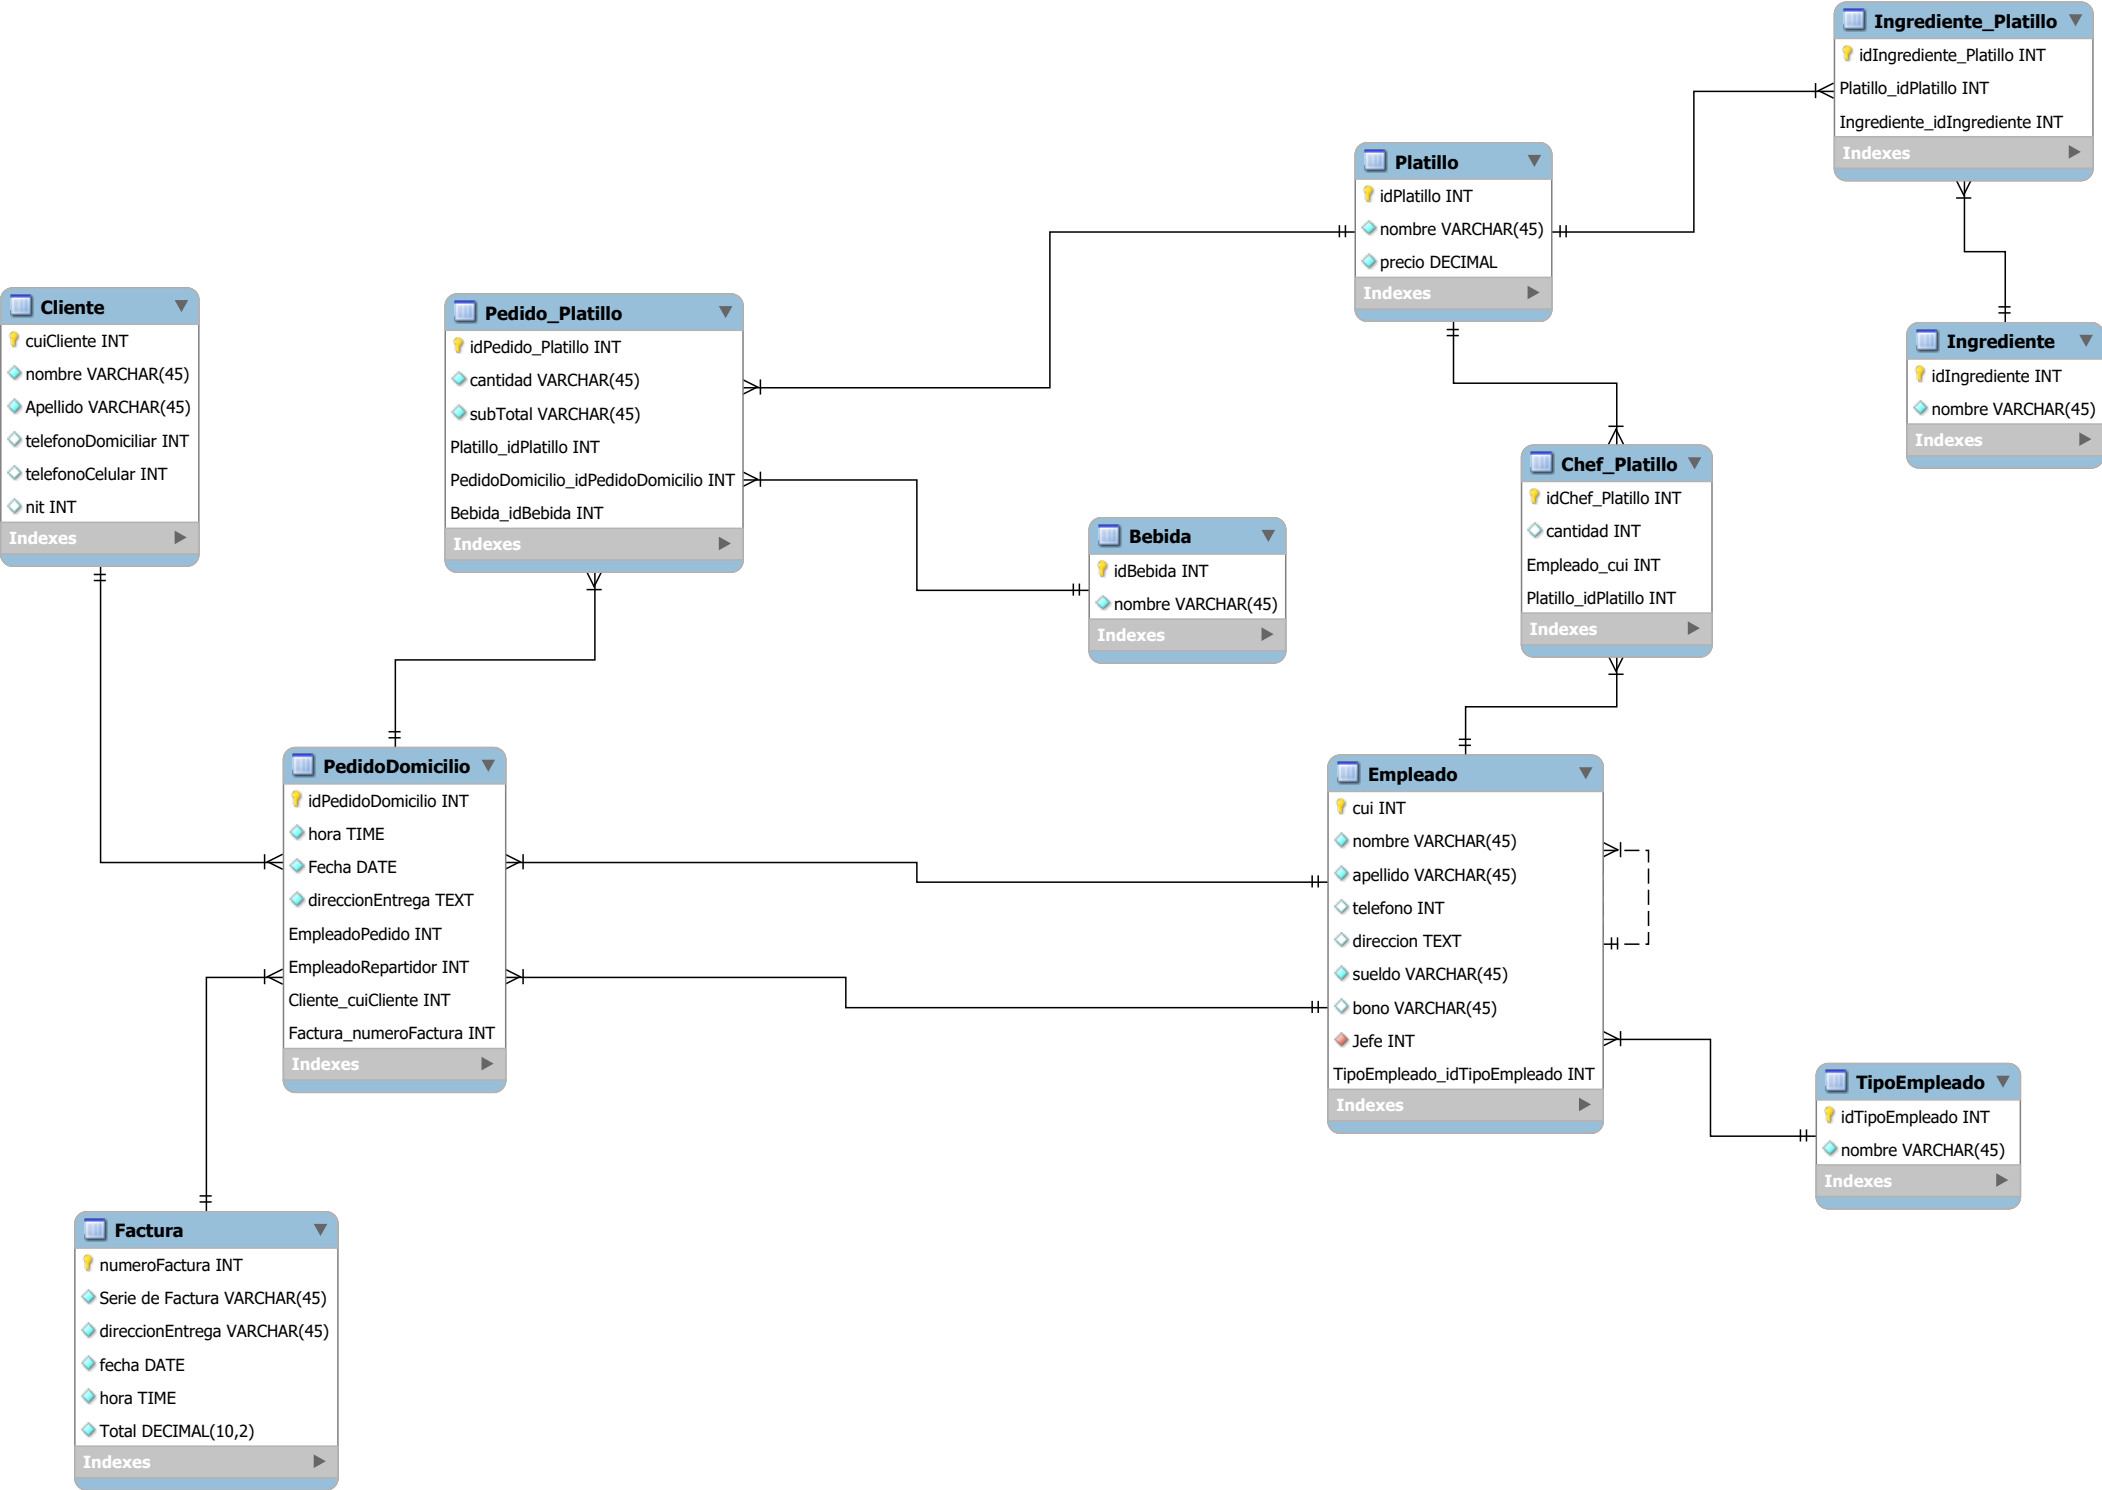 Ingrediente_Platillo
idIngrediente_Platillo INT
Platillo_idPlatillo INT
Ingrediente_idIngrediente INT
Indexes
Platillo
idPlatillo INT
nombre VARCHAR(45)
precio DECIMAL
Indexes
Cliente
cuiCliente INT
nombre VARCHAR(45)
Apellido VARCHAR(45)
telefonoDomiciliar INT
telefonoCelular INT
nit INT
Indexes
Pedido_Platillo
idPedido_Platillo INT
cantidad VARCHAR(45)
subTotal VARCHAR(45)
Platillo_idPlatillo INT
PedidoDomicilio_idPedidoDomicilio INT
Bebida_idBebida INT
Indexes
Ingrediente
idIngrediente INT
nombre VARCHAR(45)
Indexes
Chef_Platillo
idChef_Platillo INT
cantidad INT
Empleado_cui INT
Platillo_idPlatillo INT
Indexes
Bebida
idBebida INT
nombre VARCHAR(45)
Indexes
PedidoDomicilio
idPedidoDomicilio INT
hora TIME
Fecha DATE
direccionEntrega TEXT
EmpleadoPedido INT
EmpleadoRepartidor INT
Cliente_cuiCliente INT
Factura_numeroFactura INT
Indexes
Empleado
cui INT
nombre VARCHAR(45)
apellido VARCHAR(45)
telefono INT
direccion TEXT
sueldo VARCHAR(45)
bono VARCHAR(45)
Jefe INT
TipoEmpleado_idTipoEmpleado INT
Indexes
TipoEmpleado
idTipoEmpleado INT
nombre VARCHAR(45)
Indexes
Factura
numeroFactura INT
Serie de Factura VARCHAR(45)
direccionEntrega VARCHAR(45)
fecha DATE
hora TIME
Total DECIMAL(10,2)
Indexes